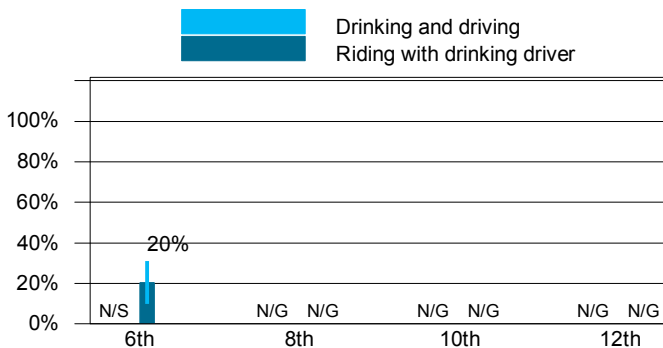 Drinking and driving
Riding with drinking driver
100%
80%
60%
40%
20%
20%
N/S N/G N/G N/G N/G N/G N/G
0%
6th 8th 10th 12th